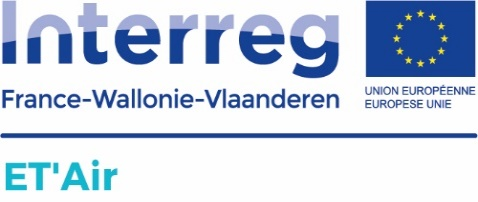 Interreg
France-Wallonie-Vlaanderen
UNION EUROPÉENNE
EUROPESE UNIE
ET'Air